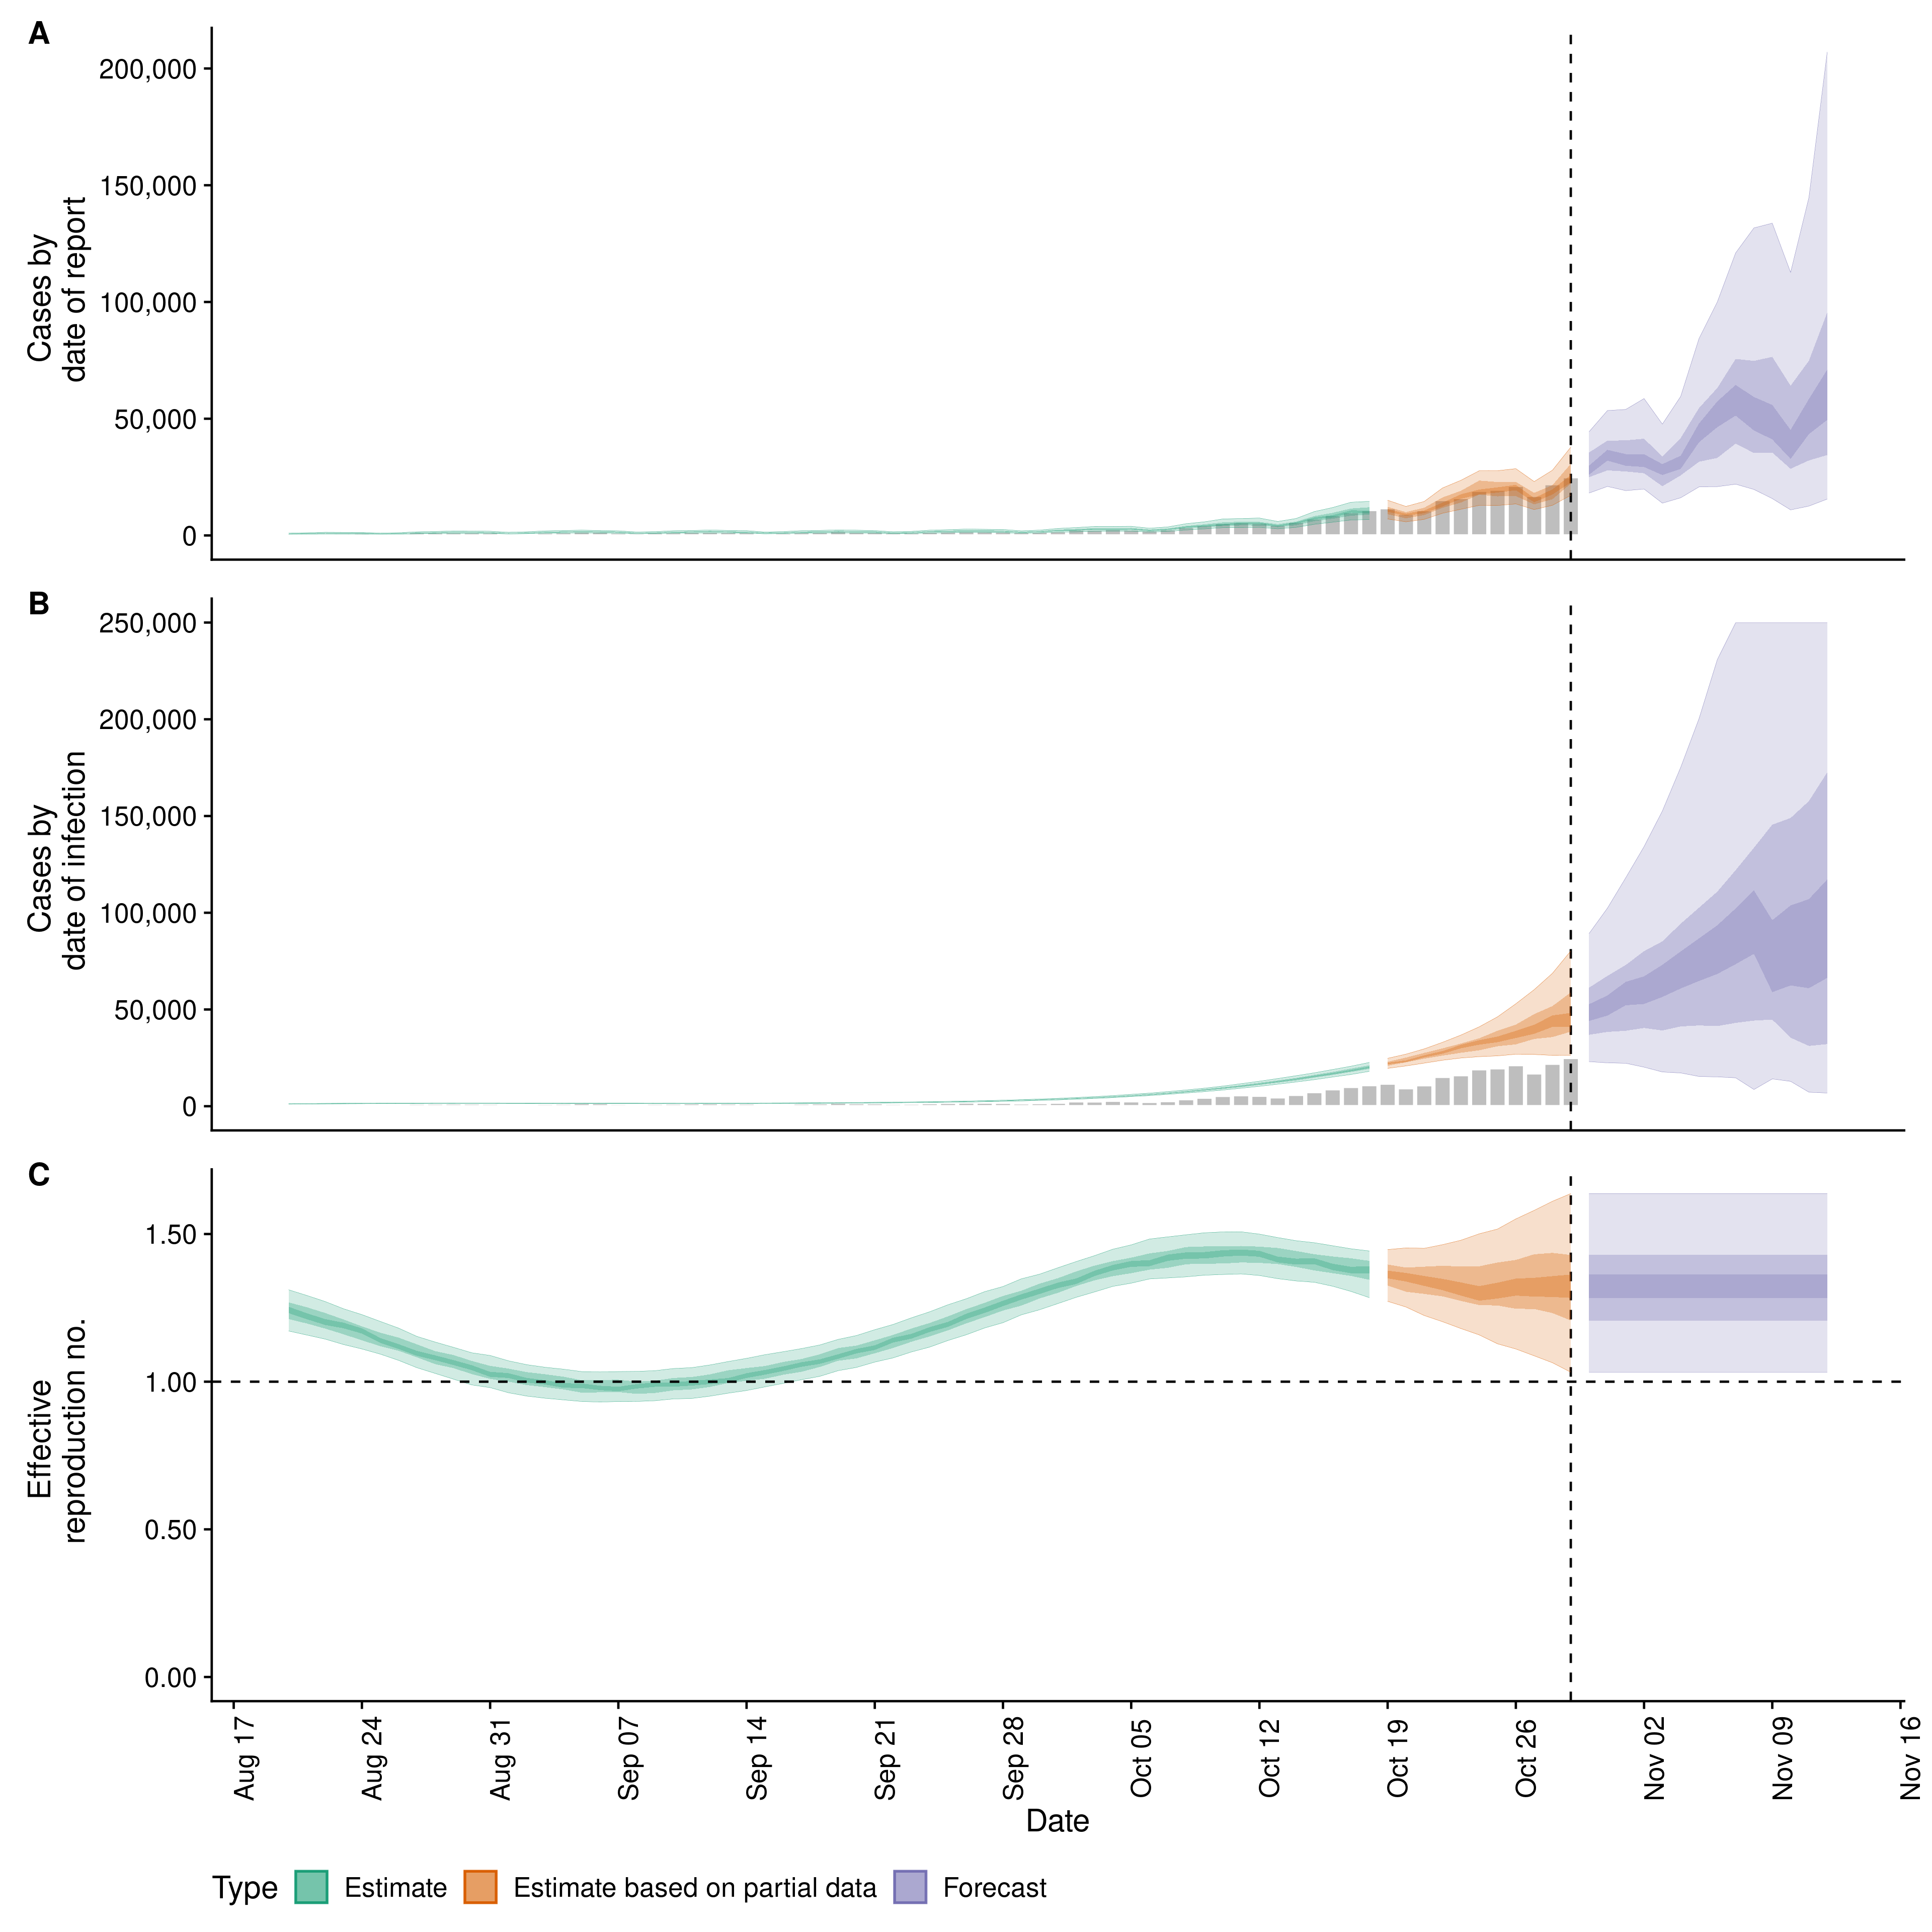 A
200,000
150,000
100,000
50,000
0
Cases by
date of report
B
250,000
200,000
150,000
100,000
50,000
0
Cases by
date of infection
C
1.50
1.00
0.50
0.00
Effective
reproduction no.
Aug 17
Aug 24
Aug 31
Sep 07
Sep 14
Sep 21
Sep 28
Oct 05
Oct 12
Oct 19
Oct 26
Nov 02
Nov 09
Nov 16
Date
Type Estimate Estimate based on partial data Forecast